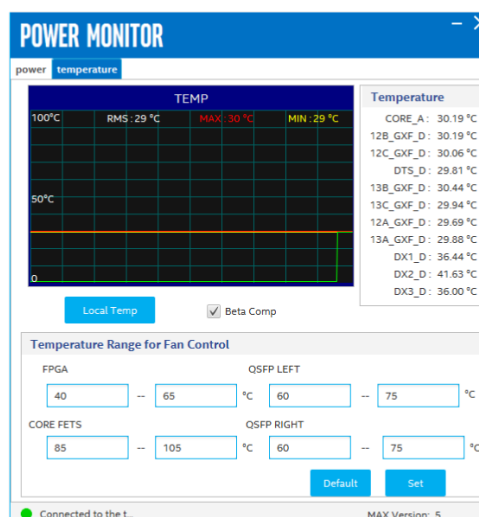 POWER MONITOR
power temperature
TEMP
100°C RMS :29 °C MAX :30 °C MIN :29 °C
50°C
0
Temperature
CORE_A : 30.19 °C
12B_GXF_D : 30.19 °C
12C_GXF_D : 30.06 °C
DTS_D : 29.81 °C
13B_GXF_D : 30.44 °C
13C_GXF_D : 29.94 °C
12A_GXF_D : 29.69 °C
13A_GXF_D : 29.88 °C
DX1_D : 36.44 °C
DX2_D : 41.63 °C
DX3_D : 36.00 °C
Local Temp Beta Comp
Temperature Range for Fan Control
FPGA QSFP LEFT
40 -- 65 °C 60 -- 75 °C
CORE FETS QSFP RIGHT
85 -- 105 °C 60 -- 75 °C
Default Set
Connected to the t... MAX Version: 5